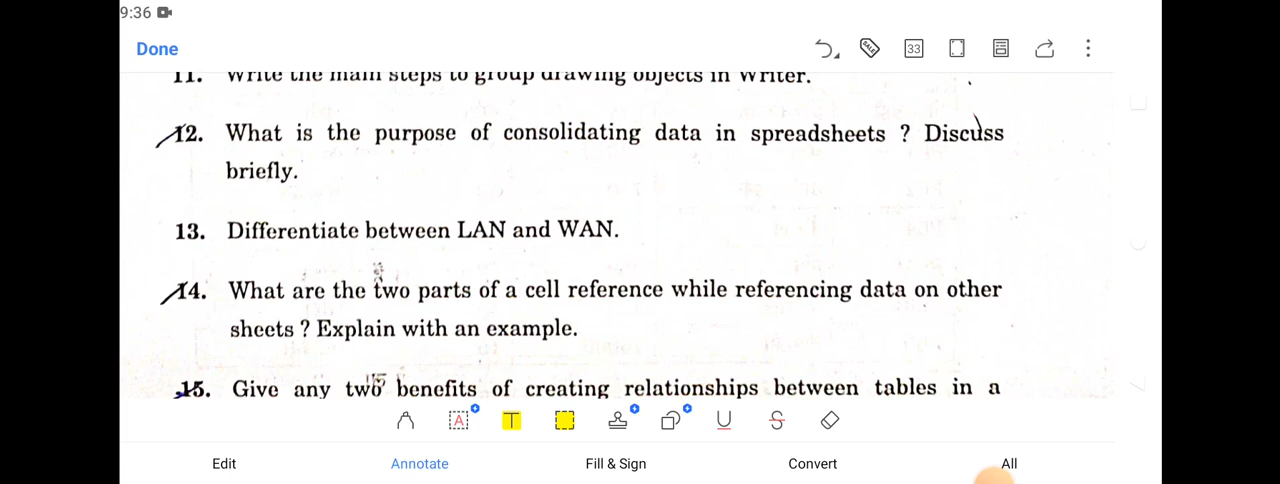 9:36
Done
33
11. Write the main steps to group drawing objects in Writer.
12. What is the purpose of consolidating data in spreadsheets ? Discuss
briefly.
13. Differentiate between LAN and WAN.
14. What are the two parts of a cell reference while referencing data on other
sheets ? Explain with an example.
15. Give any two benefits of creating relationships between tables in a
A T U S
Edit Annotate Fill & Sign Convert All